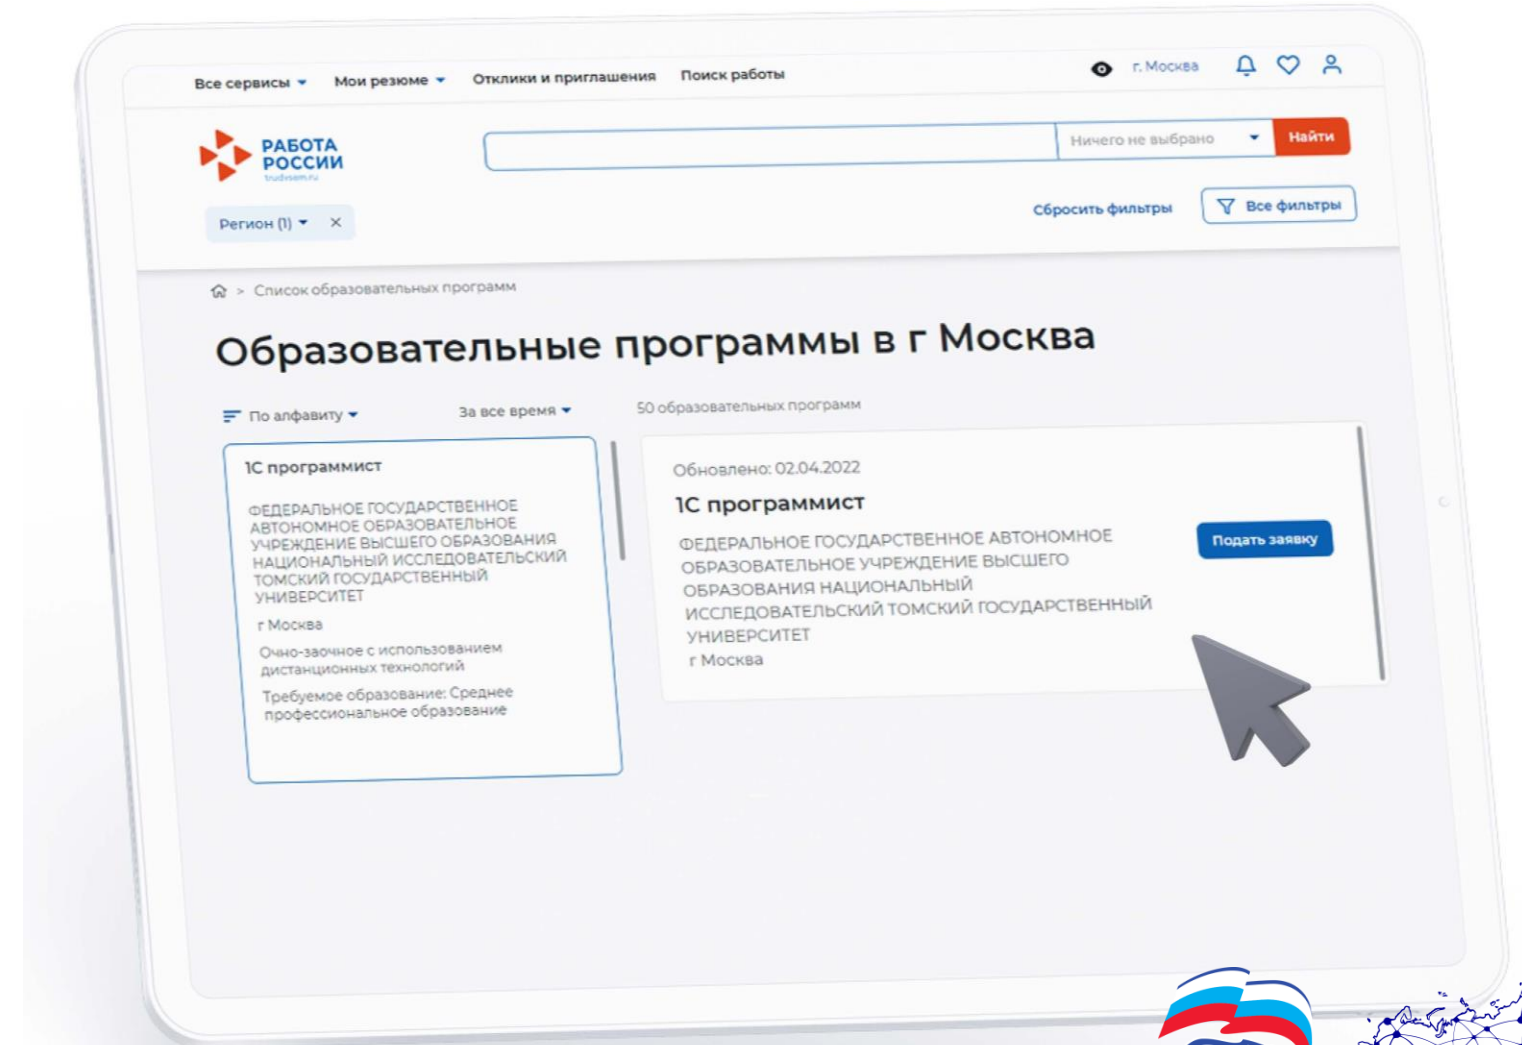 Все сервисы Мои резюме Отклики и приглашения Поиск работы г. Москва
РАБОТА
РОССИИ
trudvsem.ru
Ничего не выбрано Найти
Регион (1) × Сбросить фильтры Все фильтры
> Список образовательных программ
Образовательные программы в г Москва
По алфавиту За все время 50 образовательных программ
1С программист
ФЕДЕРАЛЬНОЕ ГОСУДАРСТВЕННОЕ
АВТОНОМНОЕ ОБРАЗОВАТЕЛЬНОЕ
УЧРЕЖДЕНИЕ ВЫСШЕГО ОБРАЗОВАНИЯ
НАЦИОНАЛЬНЫЙ ИССЛЕДОВАТЕЛЬСКИЙ
ТОМСКИЙ ГОСУДАРСТВЕННЫЙ
УНИВЕРСИТЕТ
г Москва
Очно-заочное с использованием
дистанционных технологий
Требуемое образование: Среднее
профессиональное образование
Обновлено: 02.04.2022
1С программист
ФЕДЕРАЛЬНОЕ ГОСУДАРСТВЕННОЕ АВТОНОМНОЕ
ОБРАЗОВАТЕЛЬНОЕ УЧРЕЖДЕНИЕ ВЫСШЕГО
ОБРАЗОВАНИЯ НАЦИОНАЛЬНЫЙ
ИССЛЕДОВАТЕЛЬСКИЙ ТОМСКИЙ ГОСУДАРСТВЕННЫЙ
УНИВЕРСИТЕТ
г Москва
Подать заявку